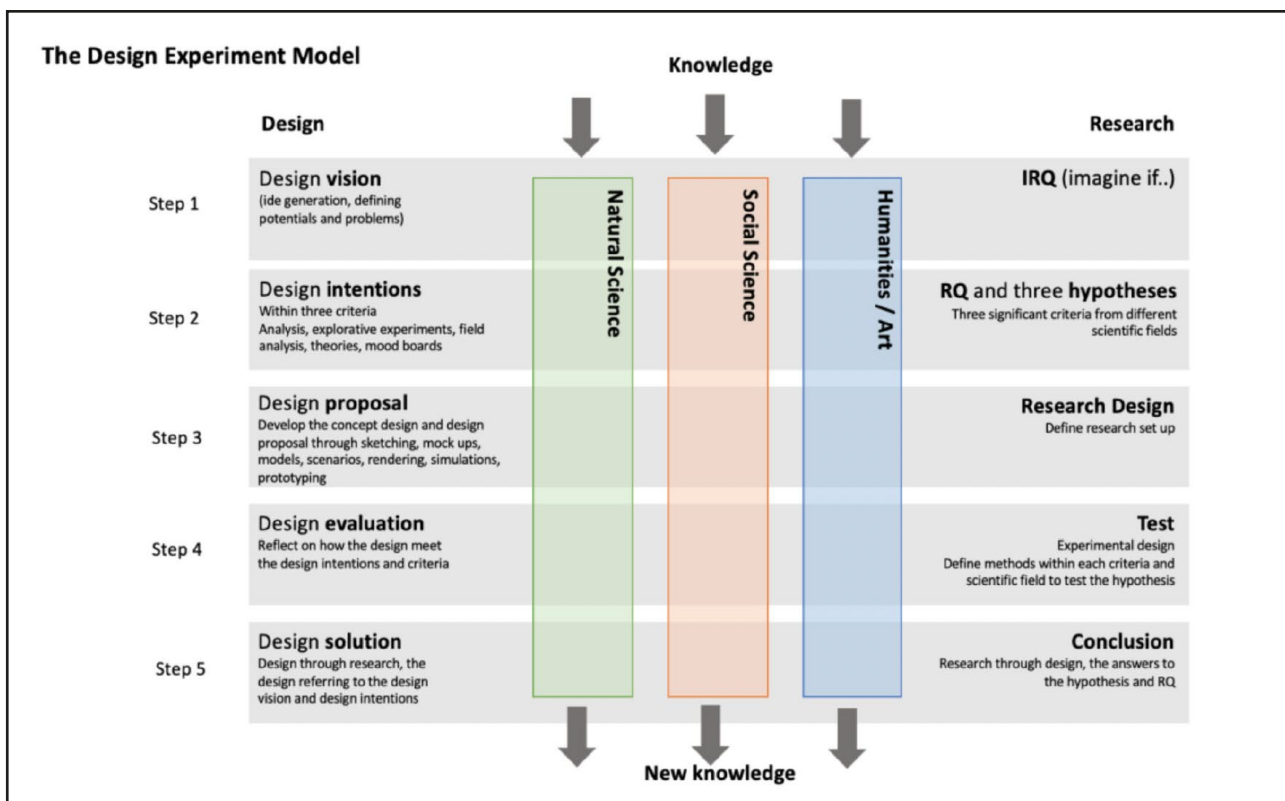 The Design Experiment Model
Knowledge
Design
Research
Natural Science
Social Science
Humanities / Art
Step 1
Design vision
(ide generation, defining
potentials and problems)
IRQ (imagine if..)
Step 2
Design intentions
Within three criteria
Analysis, explorative experiments, field
analysis, theories, mood boards
RQ and three hypotheses
Three significant criteria from different
scientific fields
Step 3
Design proposal
Develop the concept design and design
proposal through sketching, mock ups,
models, scenarios, rendering, simulations,
prototyping
Research Design
Define research set up
Step 4
Design evaluation
Reflect on how the design meet
the design intentions and criteria
Test
Experimental design
Define methods within each criteria and
scientific field to test the hypothesis
Step 5
Design solution
Design through research, the
design referring to the design
vision and design intentions
Conclusion
Research through design, the answers to
the hypothesis and RQ
New knowledge